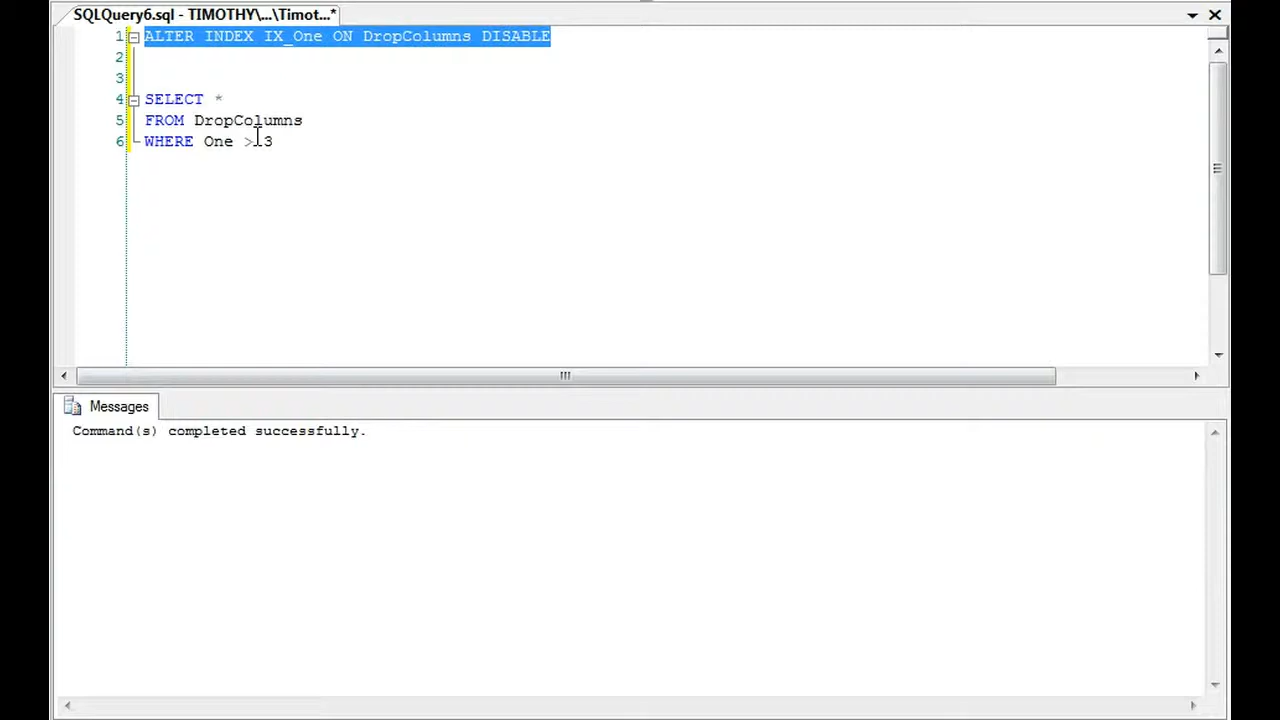 SQLQuery6.sql - TIMOTHY\...\Timot...*
1 ALTER INDEX IX_One ON DropColumns DISABLE
2
3
4 SELECT *
5 FROM DropColumns
6 WHERE One > 3
Messages
Command(s) completed successfully.